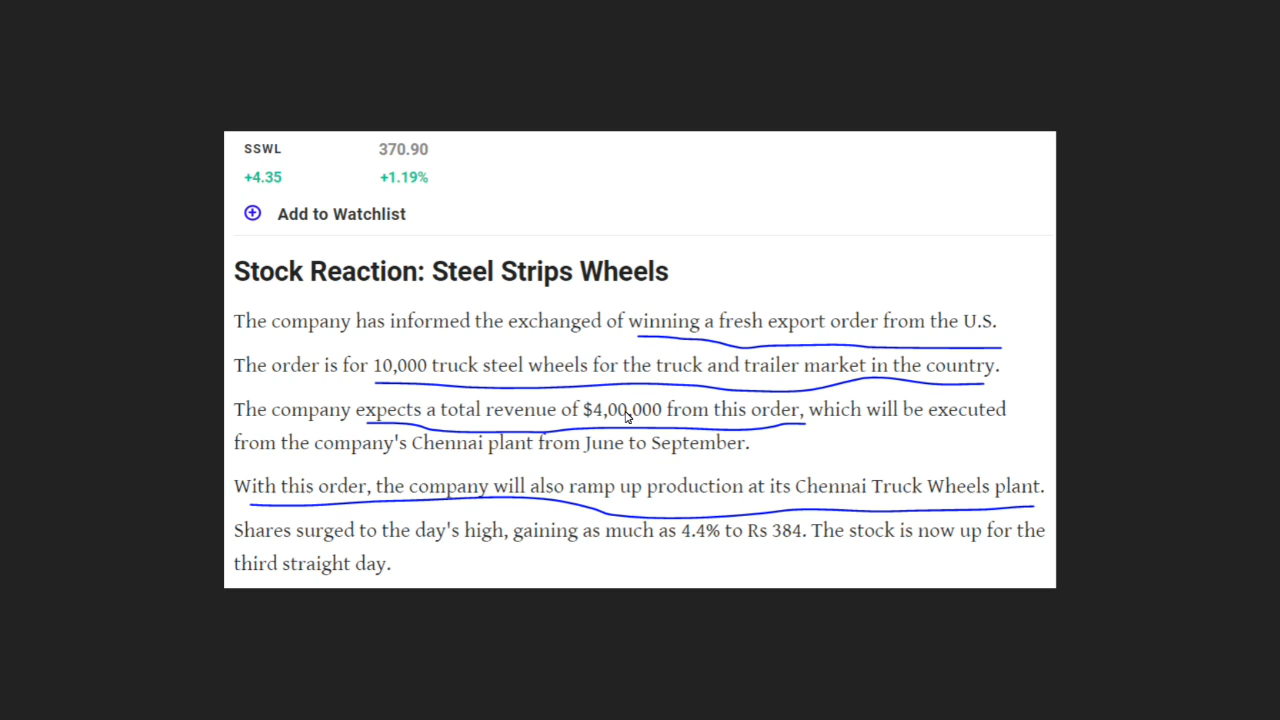 SSWL 370.90
+4.35 +1.19%
Add to Watchlist
Stock Reaction: Steel Strips Wheels
The company has informed the exchanged of winning a fresh export order from the U.S.
The order is for 10,000 truck steel wheels for the truck and trailer market in the country.
The company expects a total revenue of $4,00,000 from this order, which will be executed
from the company's Chennai plant from June to September.
With this order, the company will also ramp up production at its Chennai Truck Wheels plant.
Shares surged to the day's high, gaining as much as 4.4% to Rs 384. The stock is now up for the
third straight day.